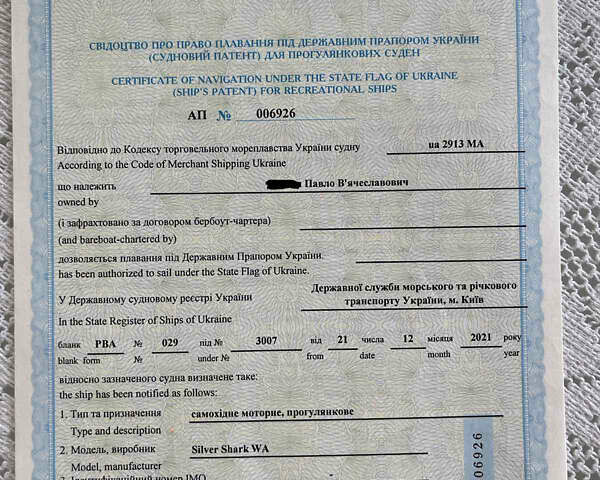 СВІДОЦТВО ПРО ПРАВО ПЛАВАННЯ ПІД ДЕРЖАВНИМ ПРАПОРОМ УКРАЇНИ
(СУДНОВИЙ ПАТЕНТ) ДЛЯ ПРОГУЛЯНКОВИХ СУДЕН
CERTIFICATE OF NAVIGATION UNDER THE STATE FLAG OF UKRAINE
(SHIP'S PATENT) FOR RECREATIONAL SHIPS
АП № 006926
Відповідно до Кодексу торговельного мореплавства України судну ua 2913 MA
According to the Code of Merchant Shipping Ukraine
що належить Павло В'ячеславович
owned by
(і зафрахтовано за договором бербоут-чартера)
(and bareboat-chartered by)
дозволяється плавання під Державним Прапором України.
has been authorized to sail under the State Flag of Ukraine.
У Державному судновому реєстрі України Державної служби морського та річкового
транспорту України, м. Київ
In the State Register of Ships of Ukraine
бланк РВА № 029 під № 3007 від 21 числа 12 місяця 2021 року
blank form № under № from date month year
відносно зазначеного судна визначене таке:
the ship has been notified as follows:
1. Тип та призначення самохідне моторне, прогулянкове
Type and description
2. Модель, виробник Silver Shark WA
Model, manufacturer
3. Ідентифікаційний номер ІМО
06926